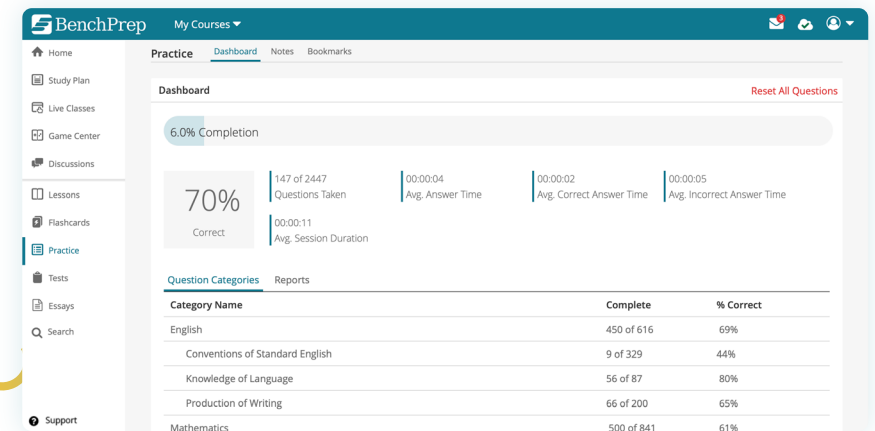 BenchPrep My Courses
3
Home
Study Plan
Live Classes
Game Center
Discussions
Lessons
Flashcards
Practice
Tests
Essays
Search
Support
Practice Dashboard Notes Bookmarks
Dashboard Reset All Questions
6.0% Completion
70%
Correct
147 of 2447
Questions Taken
00:00:04
Avg. Answer Time
00:00:02
Avg. Correct Answer Time
00:00:05
Avg. Incorrect Answer Time
00:00:11
Avg. Session Duration
Question Categories Reports
Category Name Complete % Correct
English 450 of 616 69%
Conventions of Standard English 9 of 329 44%
Knowledge of Language 56 of 87 80%
Production of Writing 66 of 200 65%
Mathematics 500 of 841 61%